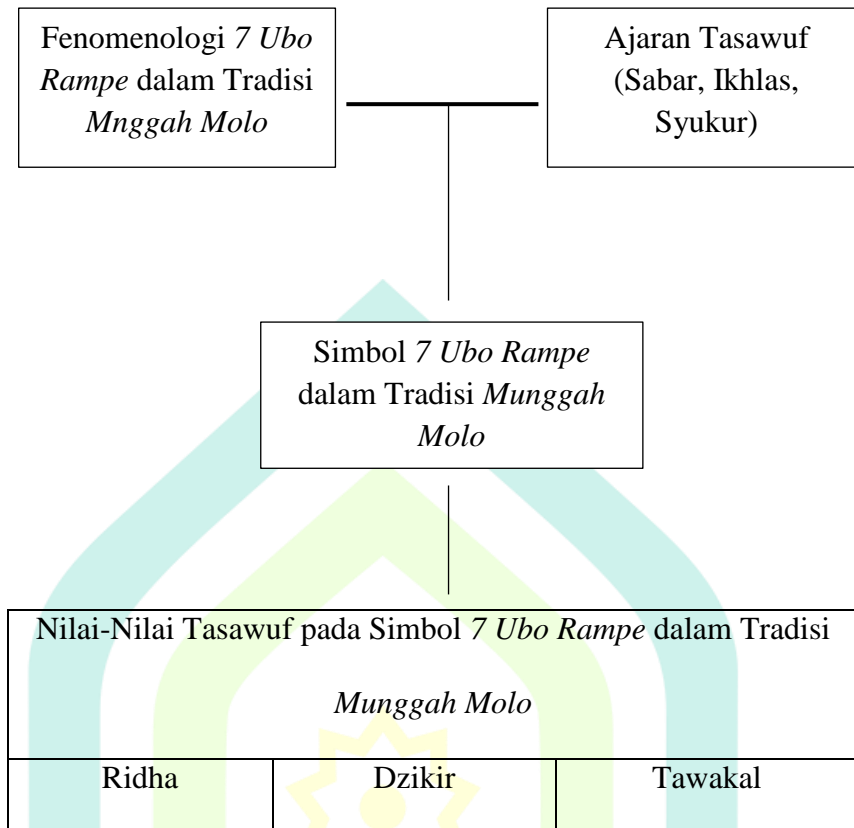 Fenomenologi 7 Ubo
Rampe dalam Tradisi
Mnggah Molo
Ajaran Tasawuf
(Sabar, Ikhlas,
Syukur)
Simbol 7 Ubo Rampe
dalam Tradisi Munggah
Molo
Nilai-Nilai Tasawuf pada Simbol 7 Ubo Rampe dalam Tradisi
Munggah Molo
Ridha
Dzikir
Tawakal